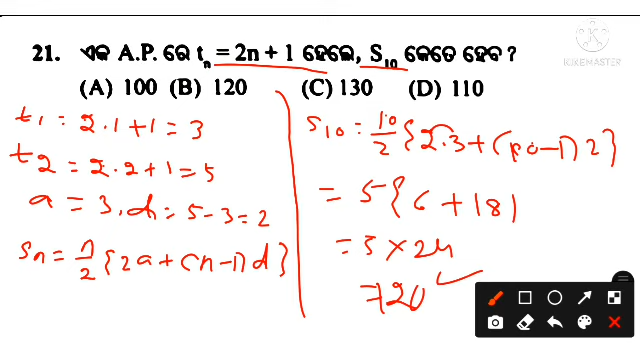 21. ଏକ A.P. ରେ tₙ = 2n + 1 ହେଲେ, S₁₀ କେତେ ହେବ ?
(A) 100 (B) 120 (C) 130 (D) 110
t₁ = 2.1+1 = 3
t₂ = 2.2+1 = 5
a = 3, d = 5-3 = 2
Sₙ = n/2 {2a + (n-1)d}
S₁₀ = 10/2 {2.3 + (10-1)2}
= 5{6+18}
= 5 × 24
=120
KINEMASTER